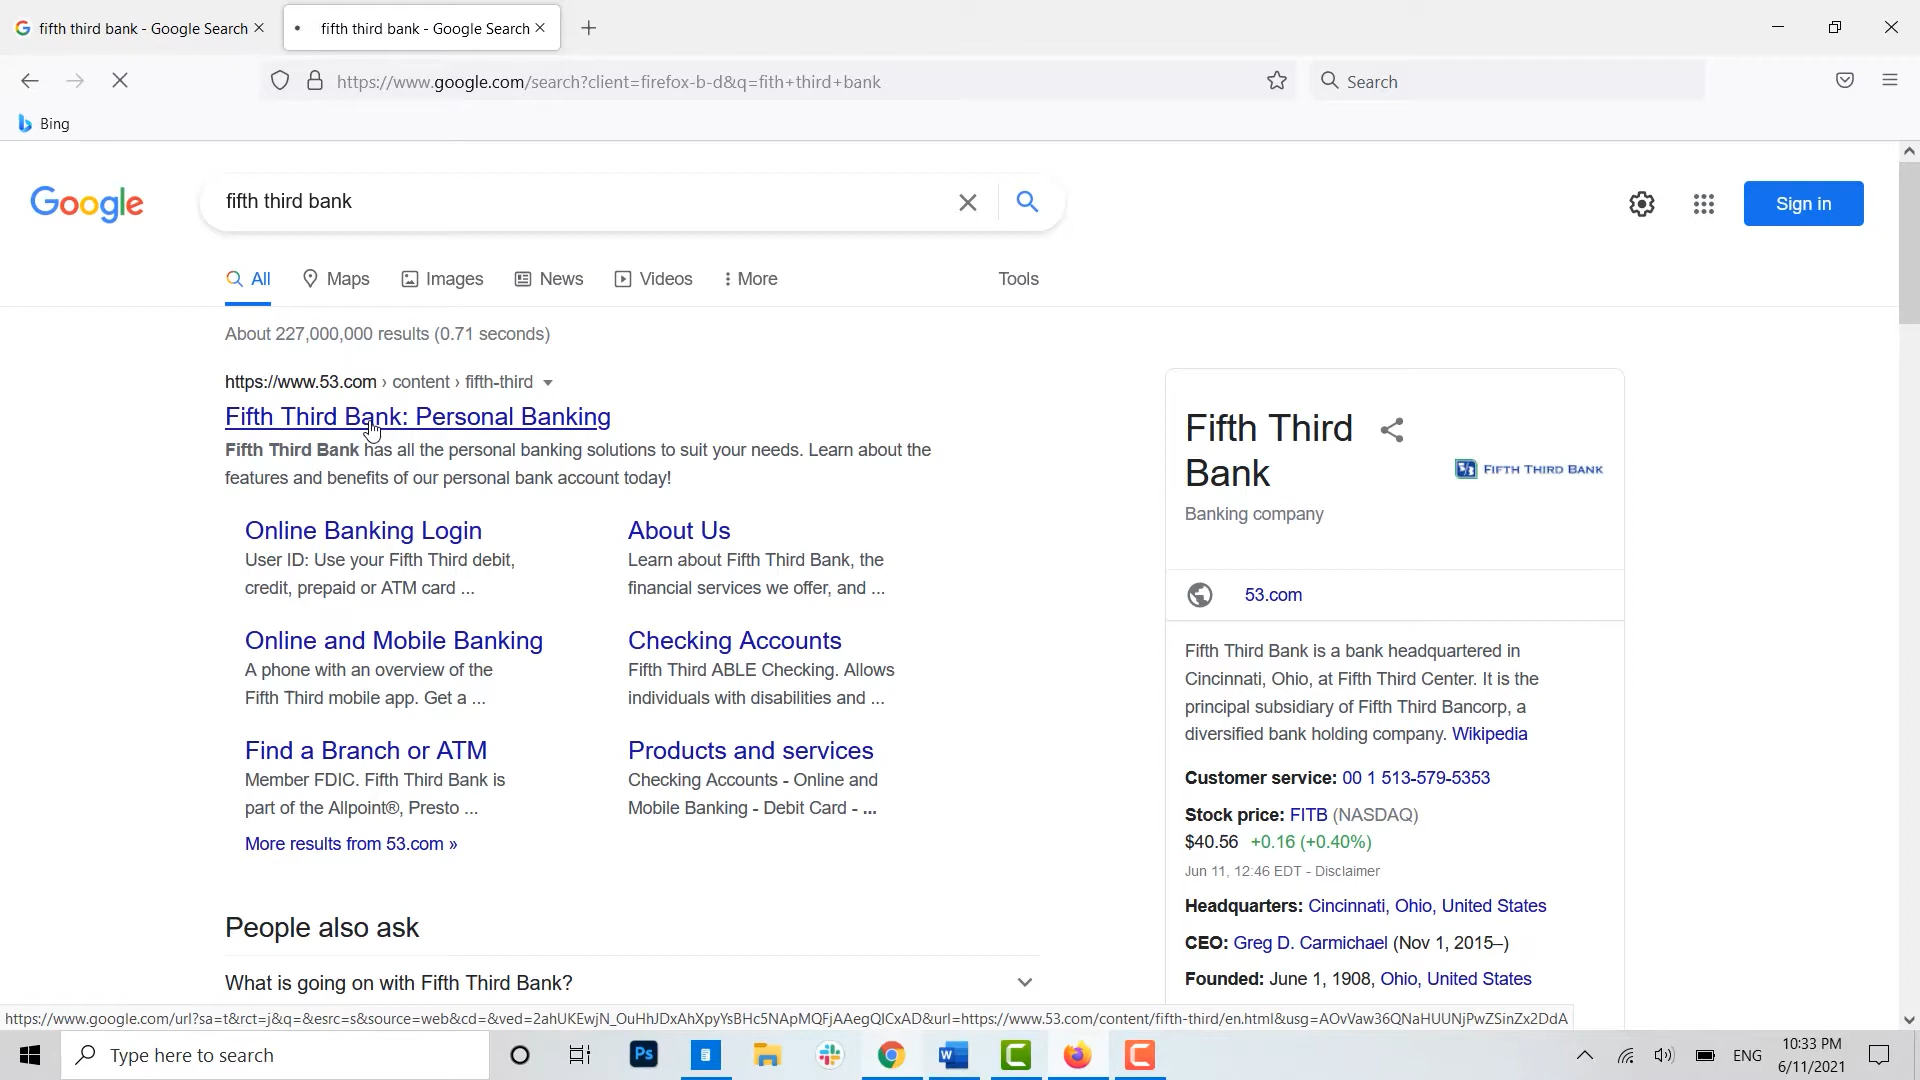 fifth third bank - Google Search
fifth third bank - Google Search
https://www.google.com/search?client=firefox-b-d&q=fith+third+bank
Search
Bing
Google
fifth third bank
Sign in
All
Maps
Images
News
Videos
More
Tools
About 227,000,000 results (0.71 seconds)
https://www.53.com › content › fifth-third
Fifth Third Bank: Personal Banking
Fifth Third Bank has all the personal banking solutions to suit your needs. Learn about the
features and benefits of our personal bank account today!
Online Banking Login
User ID: Use your Fifth Third debit,
credit, prepaid or ATM card ...
About Us
Learn about Fifth Third Bank, the
financial services we offer, and ...
Online and Mobile Banking
A phone with an overview of the
Fifth Third mobile app. Get a ...
Checking Accounts
Fifth Third ABLE Checking. Allows
individuals with disabilities and ...
Find a Branch or ATM
Member FDIC. Fifth Third Bank is
part of the Allpoint®, Presto ...
Products and services
Checking Accounts - Online and
Mobile Banking - Debit Card - ...
More results from 53.com »
People also ask
What is going on with Fifth Third Bank?
Fifth Third
Bank
FIFTH THIRD BANK
Banking company
53.com
Fifth Third Bank is a bank headquartered in
Cincinnati, Ohio, at Fifth Third Center. It is the
principal subsidiary of Fifth Third Bancorp, a
diversified bank holding company. Wikipedia
Customer service: 00 1 513-579-5353
Stock price: FITB (NASDAQ)
$40.56 +0.16 (+0.40%)
Jun 11, 12:46 EDT - Disclaimer
Headquarters: Cincinnati, Ohio, United States
CEO: Greg D. Carmichael (Nov 1, 2015–)
Founded: June 1, 1908, Ohio, United States
https://www.google.com/url?sa=t&rct=j&q=&esrc=s&source=web&cd=&ved=2ahUKEwjN_OuHhJDxAhXpyYsBHc5NApMQFjAAegQICxAD&url=https://www.53.com/content/fifth-third/en.html&usg=AOvVaw36QNaHUUNjPwZSinZx2DdA
Type here to search
Ps
ENG
10:33 PM
6/11/2021